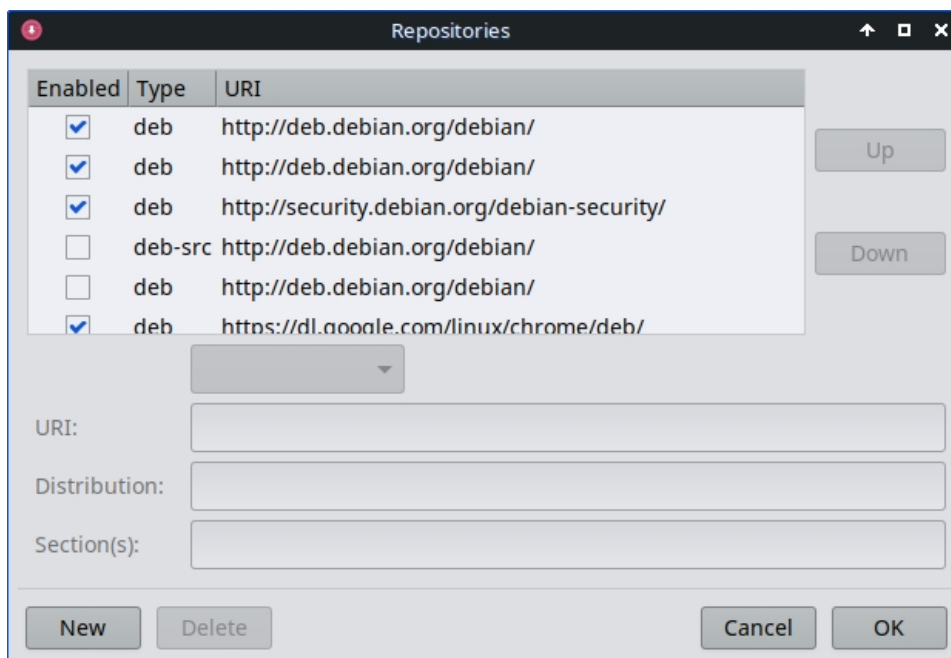 Repositories
Enabled Type URI
deb http://deb.debian.org/debian/
deb http://deb.debian.org/debian/
deb http://security.debian.org/debian-security/
deb-src http://deb.debian.org/debian/
deb http://deb.debian.org/debian/
deb https://dl.google.com/linux/chrome/deb/
Up
Down
URI:
Distribution:
Section(s):
New Delete Cancel OK